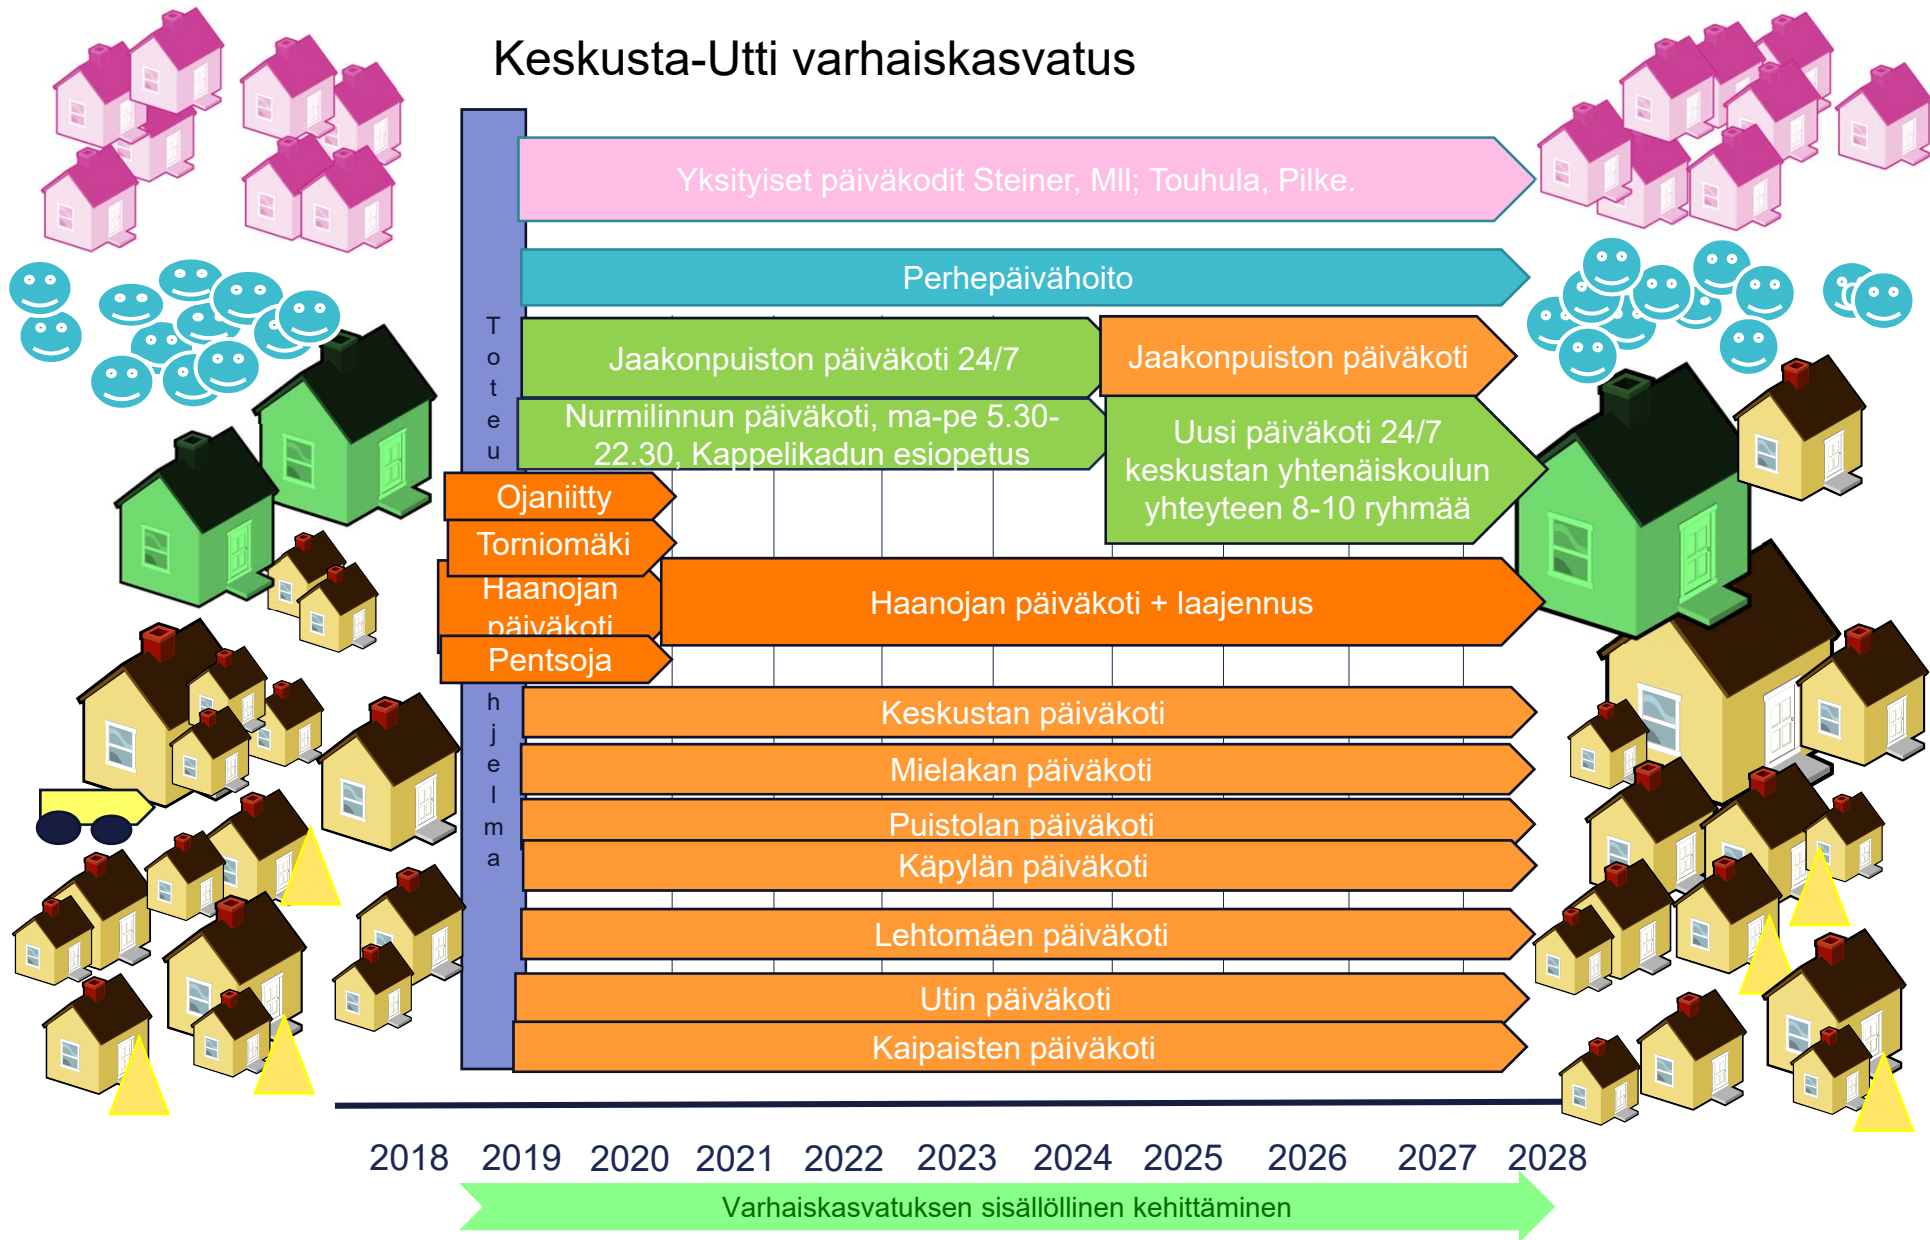 Keskusta-Utti varhaiskasvatus
Yksityiset päiväkodit Steiner, Mll; Touhula, Pilke.
Perhepäivähoito
T
o
t
e
u
h
j
e
l
m
a
Jaakonpuiston päiväkoti 24/7
Jaakonpuiston päiväkoti
Nurmilinnun päiväkoti, ma-pe 5.30-
22.30, Kappelikadun esiopetus
Uusi päiväkoti 24/7
keskustan yhtenäiskoulun
yhteyteen 8-10 ryhmää
Ojaniitty
Torniomäki
Haanojan
päiväkoti
Haanojan päiväkoti + laajennus
Pentsoja
Keskustan päiväkoti
Mielakan päiväkoti
Puistolan päiväkoti
Käpylän päiväkoti
Lehtomäen päiväkoti
Utin päiväkoti
Kaipaisten päiväkoti
2018 2019 2020 2021 2022 2023 2024 2025 2026 2027 2028
Varhaiskasvatuksen sisällöllinen kehittäminen